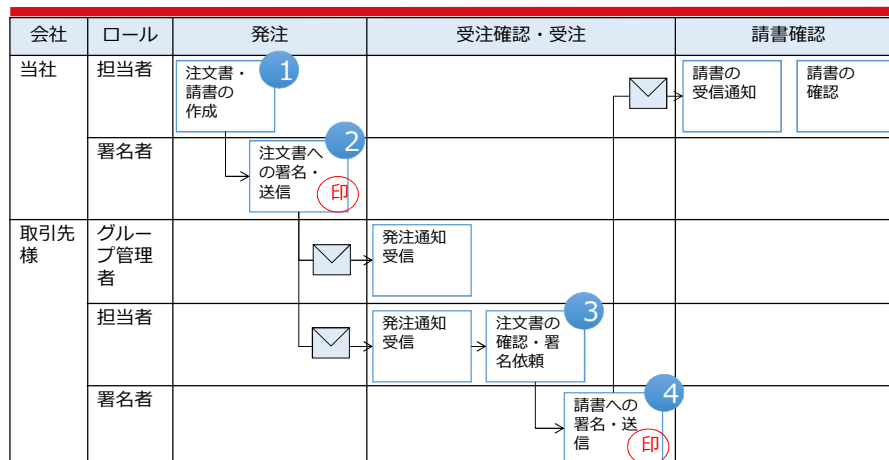 会社
ロール
発注
受注確認・受注
請書確認
当社
担当者
注文書・
請書の
作成
1
請書の
受信通知
請書の
確認
署名者
注文書へ
の署名・
送信
2
印
取引先
様
グルー
プ管理
者
発注通知
受信
担当者
発注通知
受信
注文書の
確認・署
名依頼
3
署名者
請書への
署名・送
信
4
印